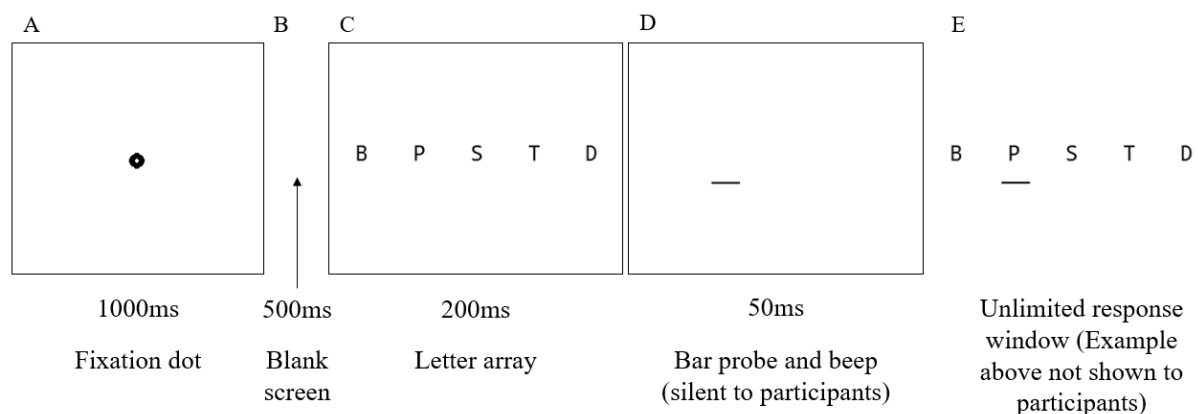 A B C D E
B P S T D
B P S T D
1000ms 500ms 200ms 50ms
Fixation dot
Blank
screen
Letter array
Bar probe and beep
(silent to participants)
Unlimited response
window (Example
above not shown to
participants)